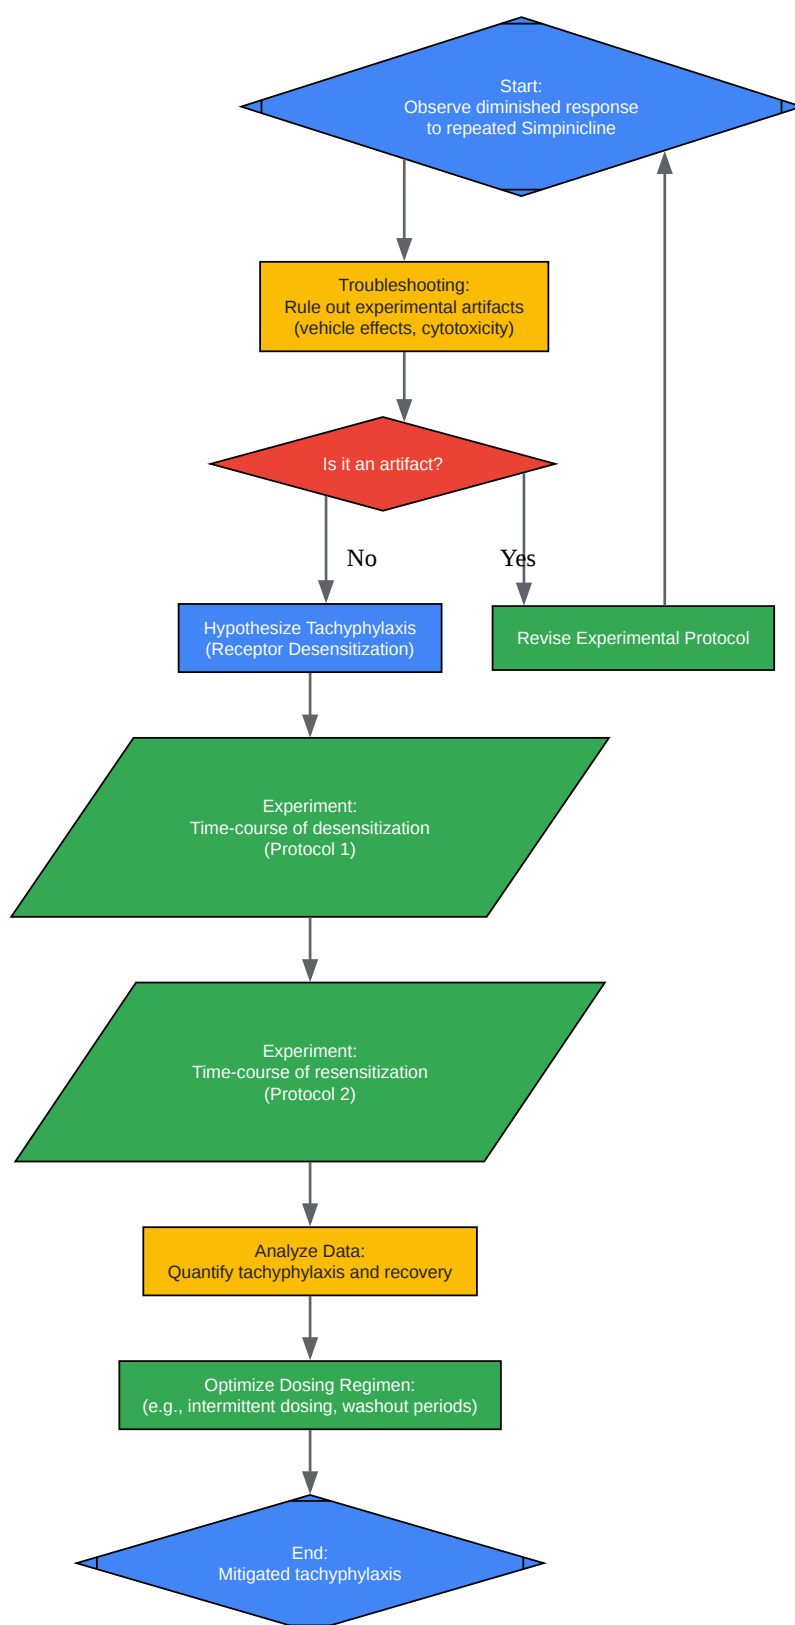 Start:
Observe diminished response
to repeated Simpinicline
Troubleshooting:
Rule out experimental artifacts
(vehicle effects, cytotoxicity)
Is it an artifact?
No
Yes
Hypothesize Tachyphylaxis
(Receptor Desensitization)
Revise Experimental Protocol
Experiment:
Time-course of desensitization
(Protocol 1)
Experiment:
Time-course of resensitization
(Protocol 2)
Analyze Data:
Quantify tachyphylaxis and recovery
Optimize Dosing Regimen:
(e.g., intermittent dosing, washout periods)
End:
Mitigated tachyphylaxis